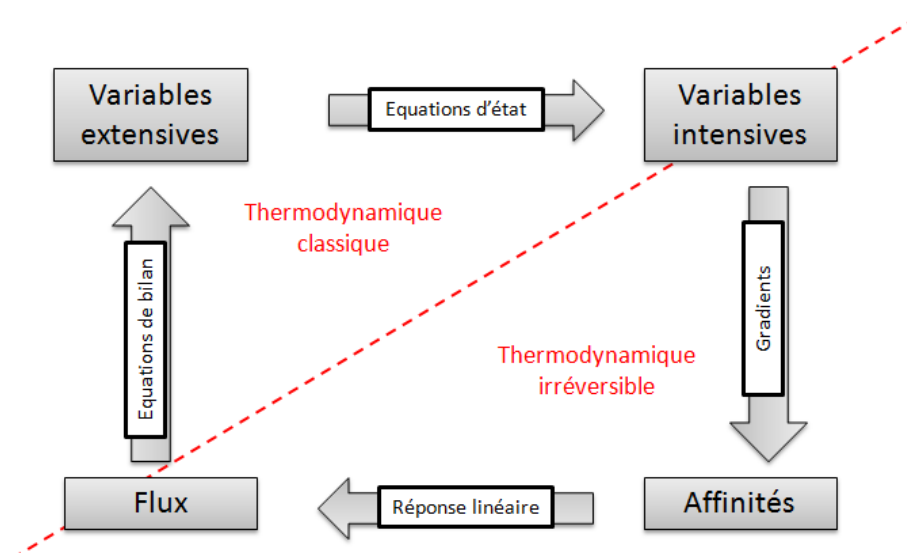 Variables
extensives
Equations d'état
Variables
intensives
Thermodynamique
classique
Equations de bilan
Gradients
Thermodynamique
irréversible
Flux
Réponse linéaire
Affinités